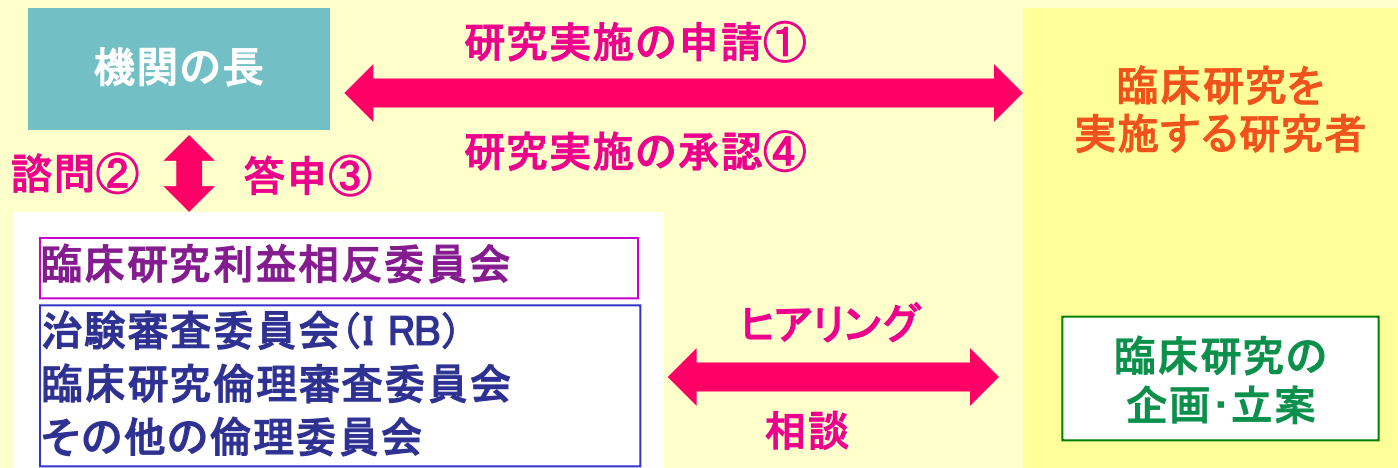 機関の長
研究実施の申請①
研究実施の承認④
臨床研究を
実施する研究者
諮問②
答申③
臨床研究利益相反委員会
治験審査委員会（I RB）
臨床研究倫理審査委員会
その他の倫理委員会
ヒアリング
相談
臨床研究の
企画・立案